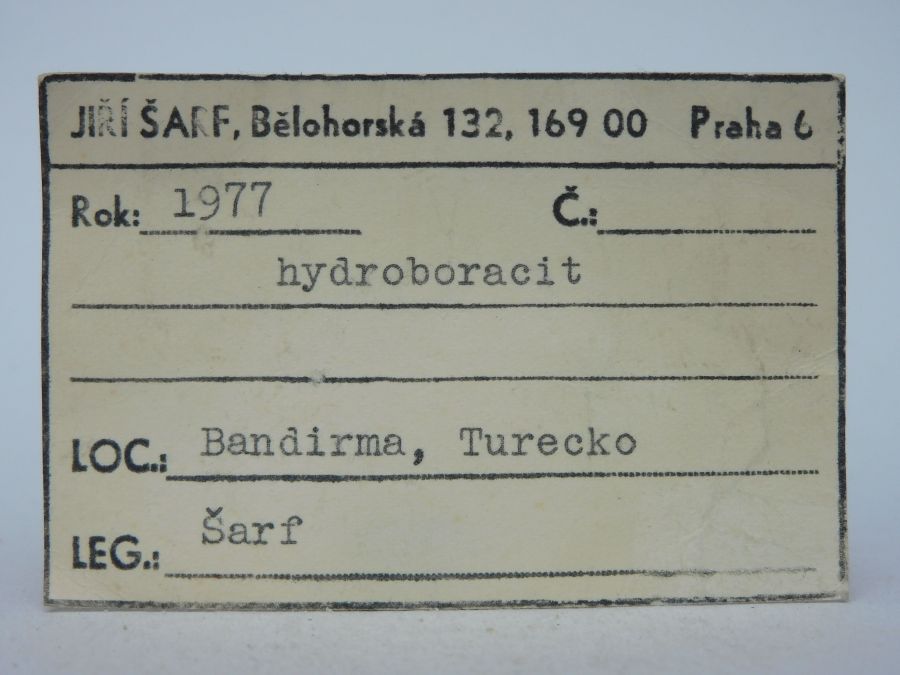 JIŘÍ ŠARF, Bělohorská 132, 169 00 Praha 6
Rok: 1977 Č.:
hydroboracit
LOC.: Bandirma, Turecko
LEG.: Šarf